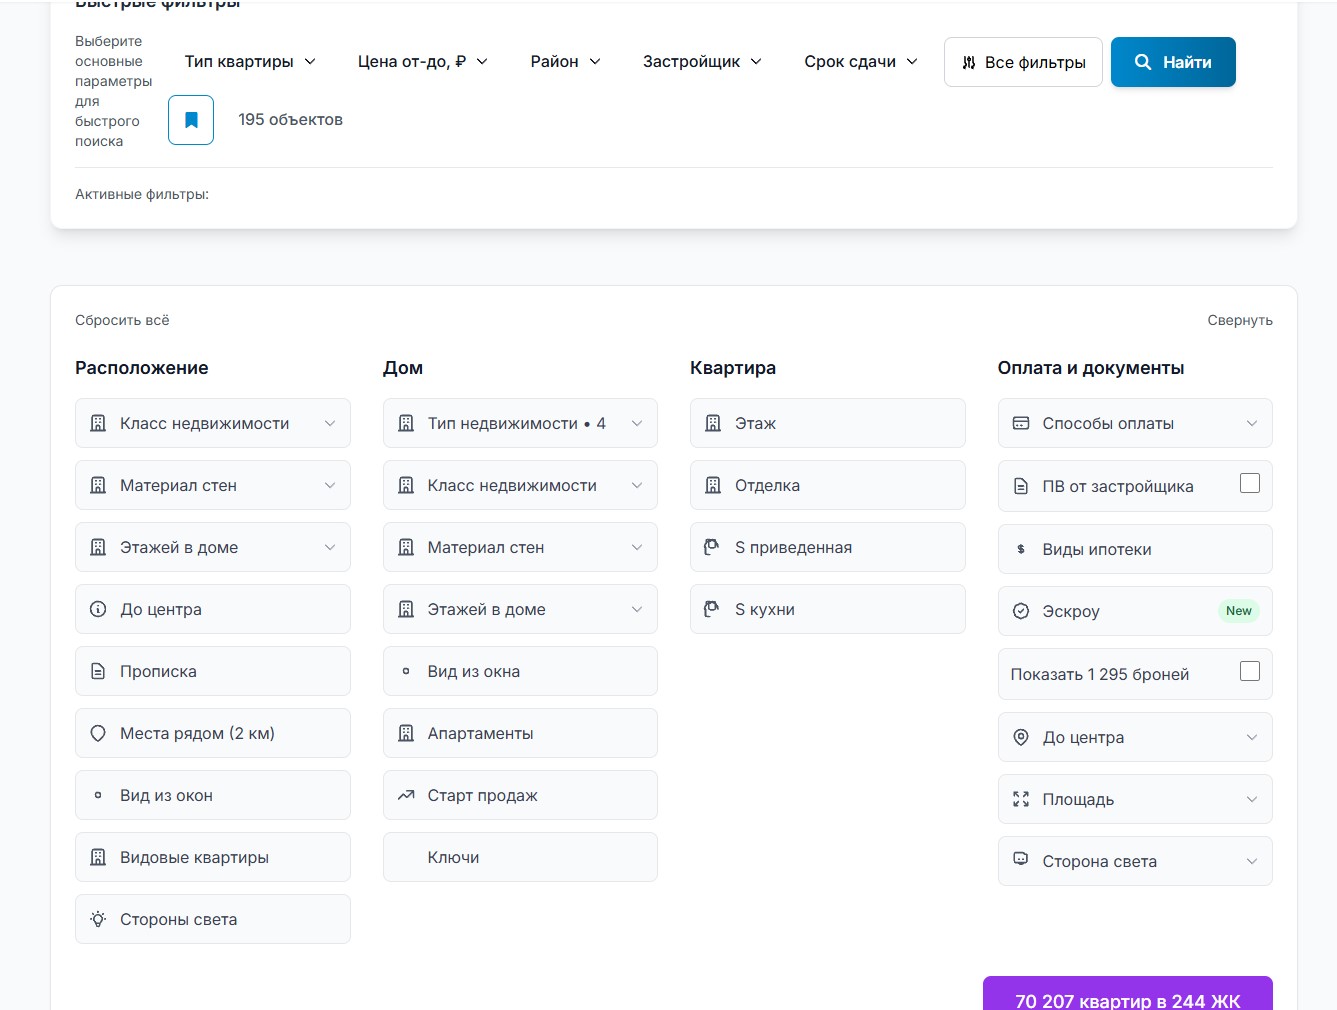 Быстрые фильтры
Выберите
основные
параметры
для
быстрого
поиска
Тип квартиры
Цена от-до, ₽
Район
Застройщик
Срок сдачи
Все фильтры
Найти
195 объектов
Активные фильтры:
Сбросить всё
Свернуть
Расположение
Класс недвижимости
Материал стен
Этажей в доме
До центра
Прописка
Места рядом (2 км)
Вид из окон
Видовые квартиры
Стороны света
Дом
Тип недвижимости • 4
Класс недвижимости
Материал стен
Этажей в доме
Вид из окна
Апартаменты
Старт продаж
Ключи
Квартира
Этаж
Отделка
S приведенная
S кухни
Оплата и документы
Способы оплаты
ПВ от застройщика
Виды ипотеки
Эскроу New
Показать 1 295 броней
До центра
Площадь
Сторона света
70 207 квартир в 244 ЖК